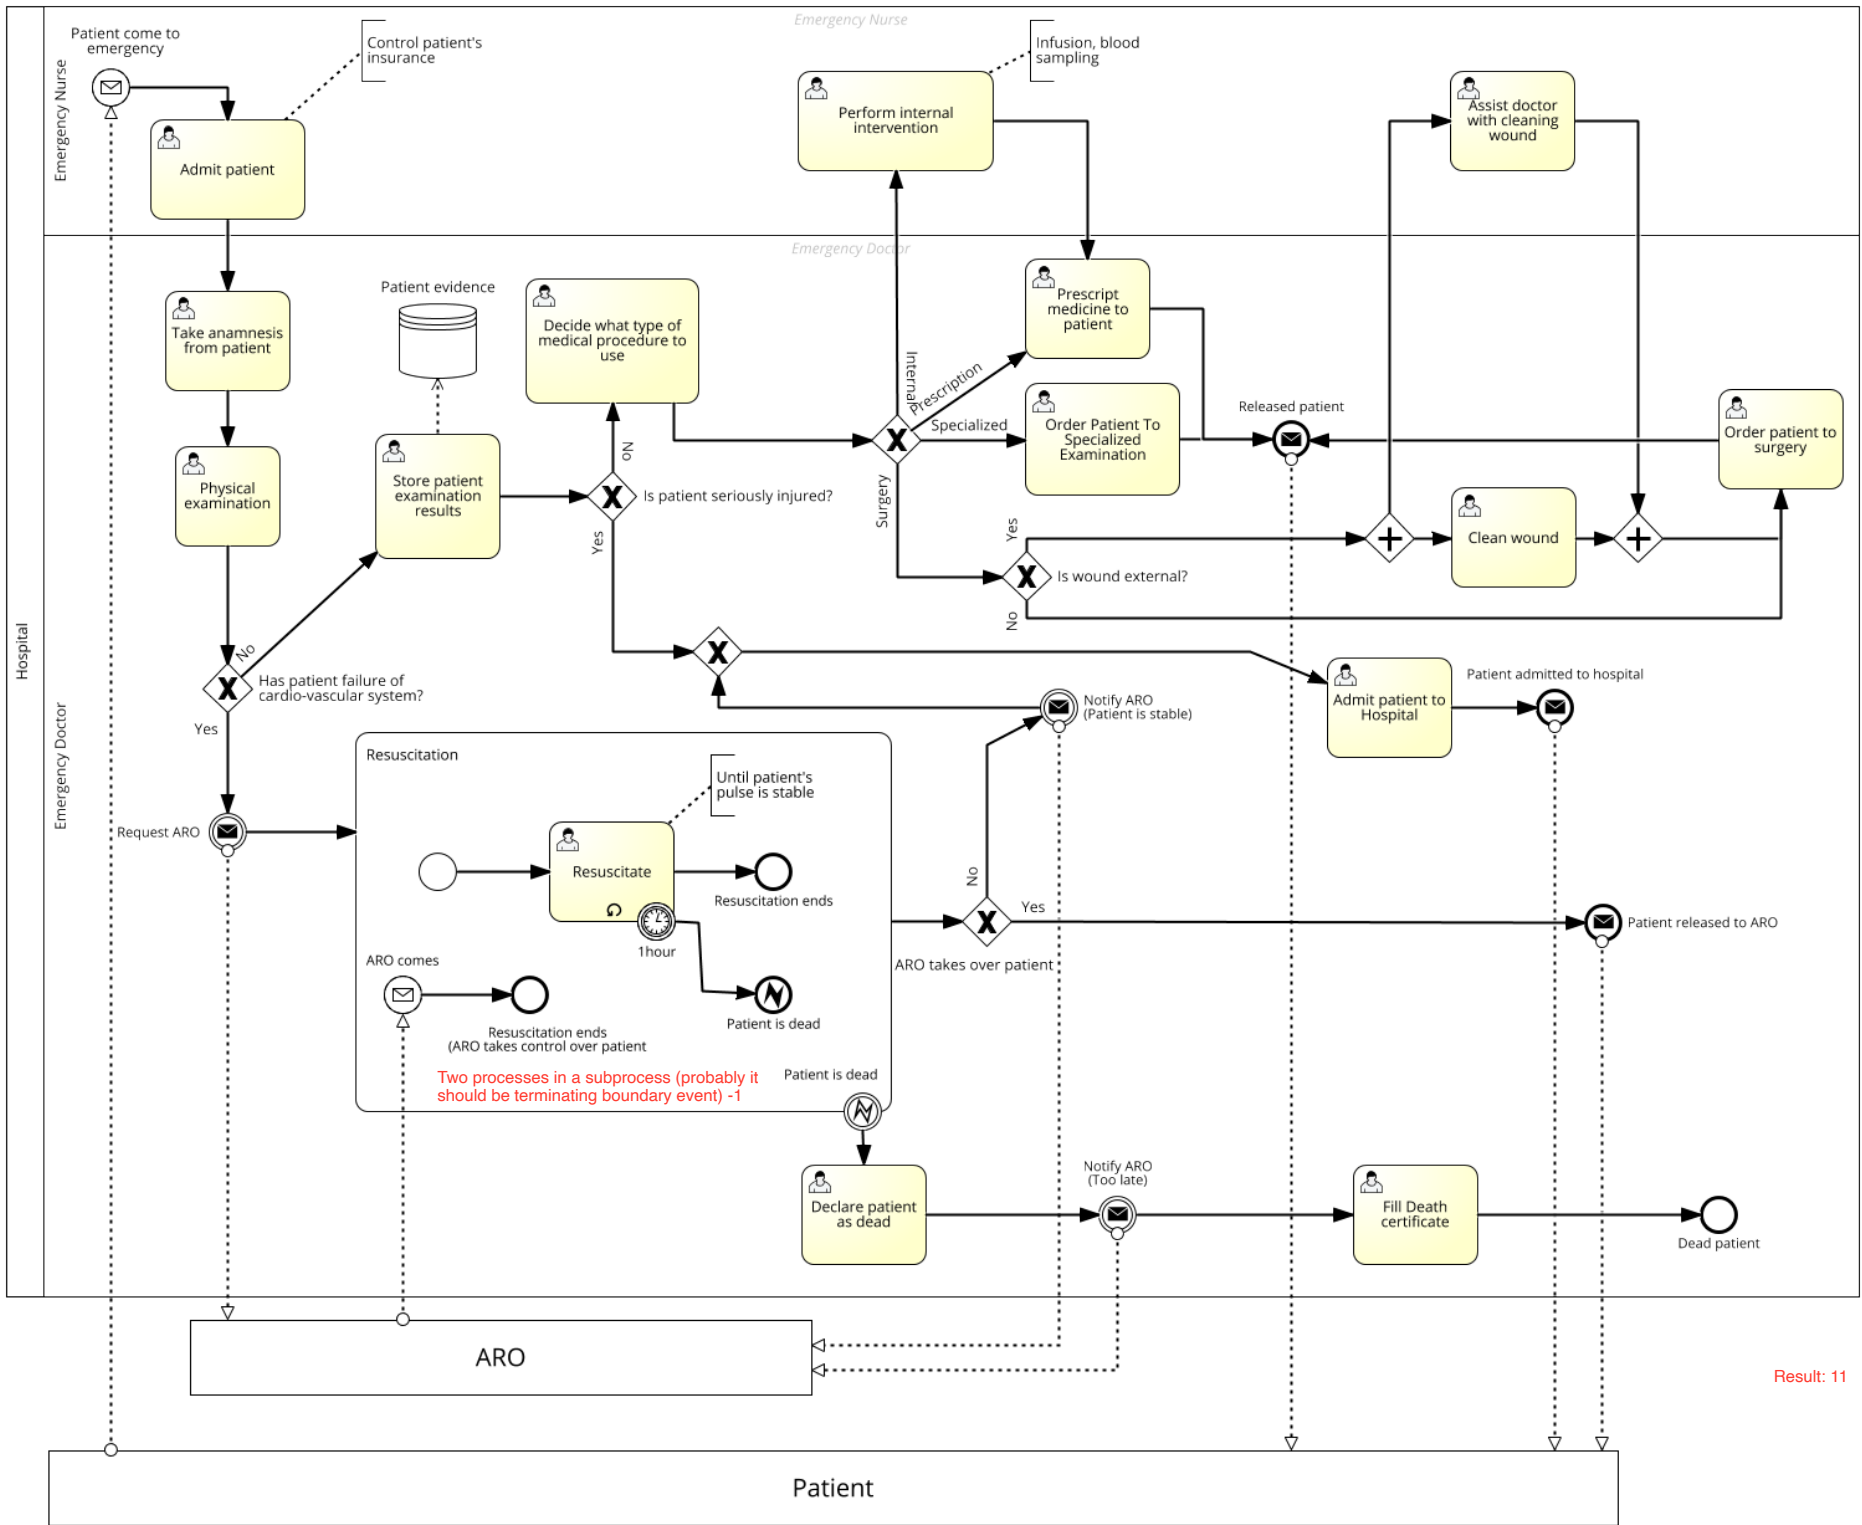 Emergency Nurse
Patient come to
emergency
Control patient's
insurance
Infusion, blood
sampling
Emergency Nurse
Admit patient
Perform internal
intervention
Assist doctor
with cleaning
wound
Emergency Doctor
Patient evidence
Take anamnesis
from patient
Decide what type of
medical procedure to
use
Prescript
medicine to
patient
Internal
Prescription
Specialized
Surgery
Order Patient To
Specialized
Examination
Released patient
Order patient to
surgery
Physical
examination
Store patient
examination
results
No
Is patient seriously injured?
Yes
Yes
Is wound external?
No
Clean wound
Hospital
Emergency Doctor
No
Has patient failure of
cardio-vascular system?
Yes
Admit patient to
Hospital
Patient admitted to hospital
Notify ARO
(Patient is stable)
Resuscitation
Until patient's
pulse is stable
Request ARO
Resuscitate
Resuscitation ends
1hour
No
Yes
Patient released to ARO
ARO takes over patient
ARO comes
Resuscitation ends
(ARO takes control over patient
Patient is dead
Two processes in a subprocess (probably it
should be terminating boundary event) -1
Patient is dead
Declare patient
as dead
Notify ARO
(Too late)
Fill Death
certificate
Dead patient
ARO
Result: 11
Patient